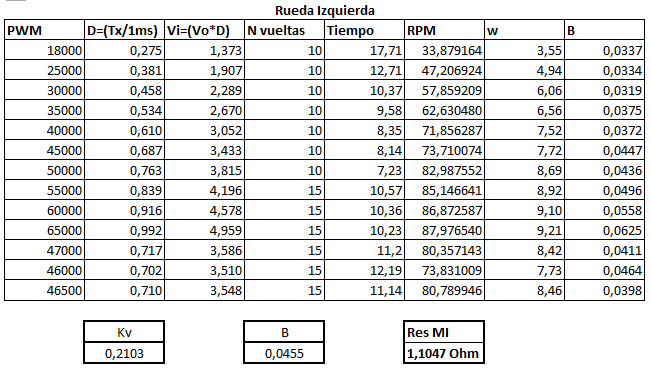 Rueda Izquierda
PWM D=(Tx/1ms) Vi=(Vo*D) N vueltas Tiempo RPM w B
18000 0,275 1,373 10 17,71 33,879164 3,55 0,0337
25000 0,381 1,907 10 12,71 47,206924 4,94 0,0334
30000 0,458 2,289 10 10,37 57,859209 6,06 0,0319
35000 0,534 2,670 10 9,58 62,630480 6,56 0,0375
40000 0,610 3,052 10 8,35 71,856287 7,52 0,0372
45000 0,687 3,433 10 8,14 73,710074 7,72 0,0447
50000 0,763 3,815 10 7,23 82,987552 8,69 0,0436
55000 0,839 4,196 15 10,57 85,146641 8,92 0,0496
60000 0,916 4,578 15 10,36 86,872587 9,10 0,0558
65000 0,992 4,959 15 10,23 87,976540 9,21 0,0625
47000 0,717 3,586 15 11,2 80,357143 8,42 0,0411
46000 0,702 3,510 15 12,19 73,831009 7,73 0,0464
46500 0,710 3,548 15 11,14 80,789946 8,46 0,0398
Kv B Res MI
0,2103 0,0455 1,1047 Ohm